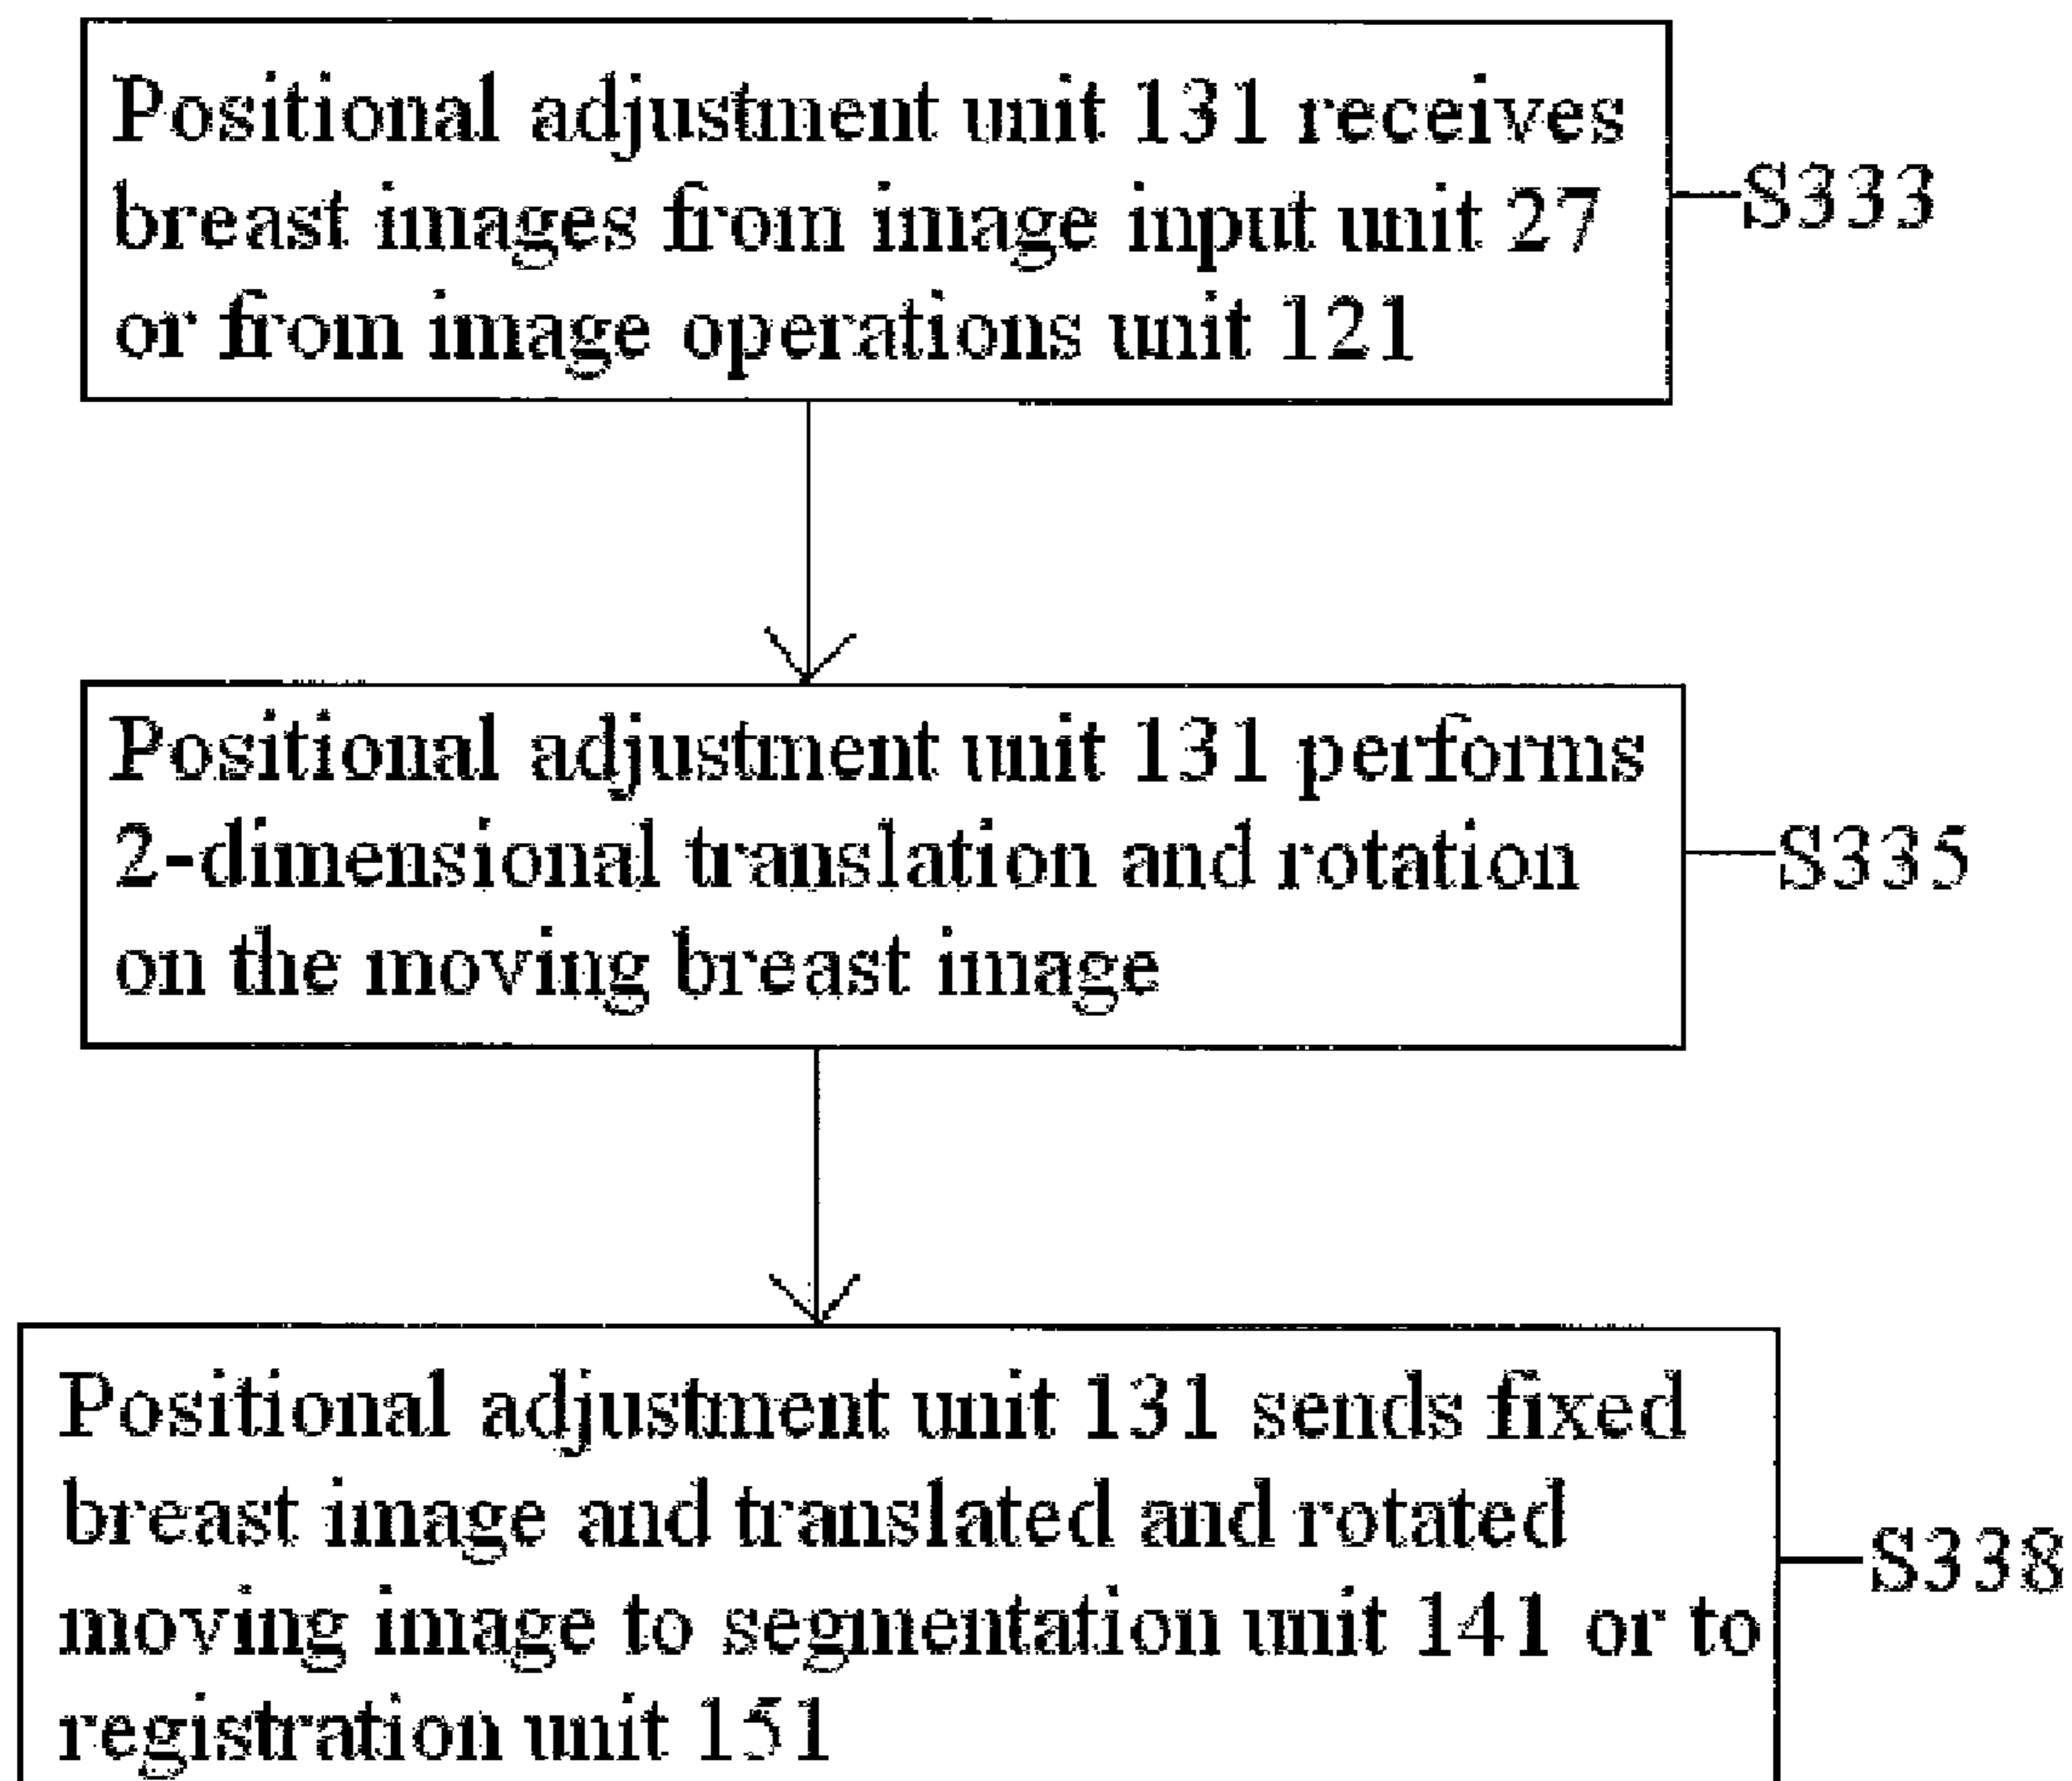 Positional adjustment unit 131 receives
breast images from image input unit 27
or from image operations unit 121
S333
Positional adjustment unit 131 performs
2-dimensional translation and rotation
on the moving breast image
S335
Positional adjustment unit 131 sends fixed
breast image and translated and rotated
moving image to segmentation unit 141 or to
registration unit 151
S338